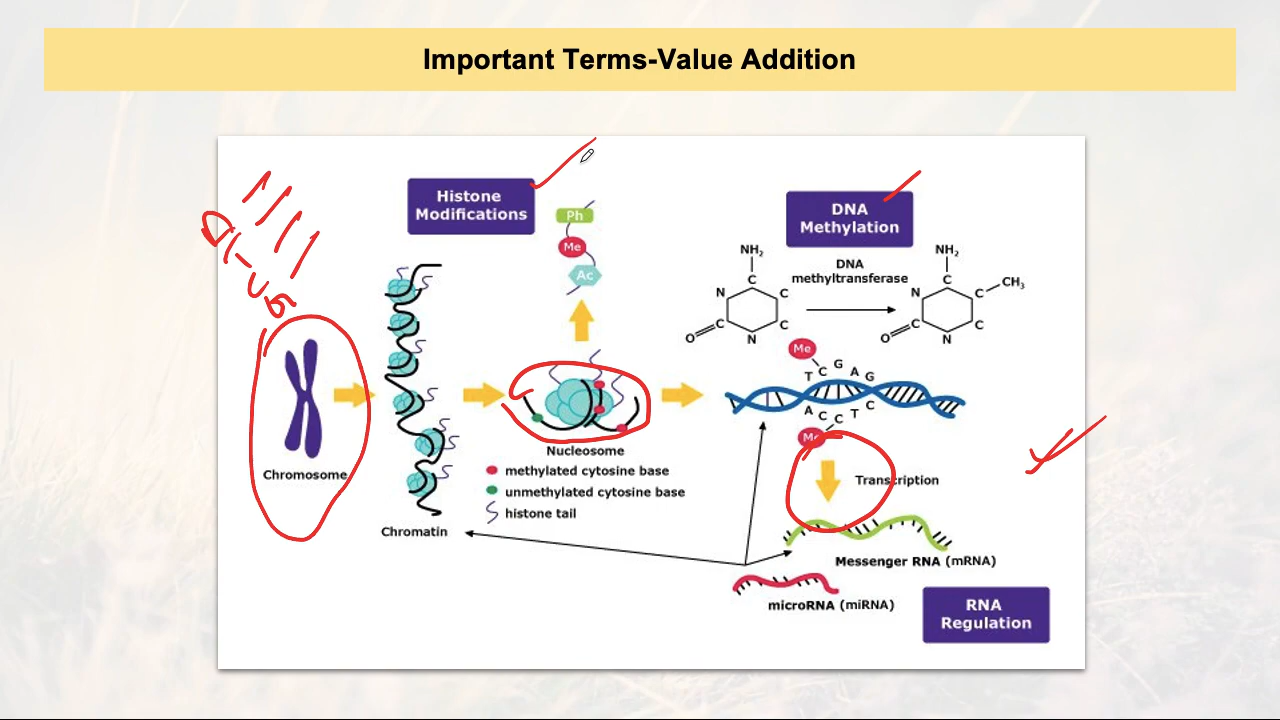 Important Terms-Value Addition
Histone
Modifications
Ph
Me
Ac
DNA
Methylation
NH₂
C
N
C
C
N
O
DNA
methyltransferase
NH₂
C
N
C
CH₃
C
N
O
C
C
Me
T C G A G
A C C T C
Me
Chromosome
Chromatin
Nucleosome
methylated cytosine base
unmethylated cytosine base
histone tail
Transcription
Messenger RNA (mRNA)
microRNA (miRNA)
RNA
Regulation